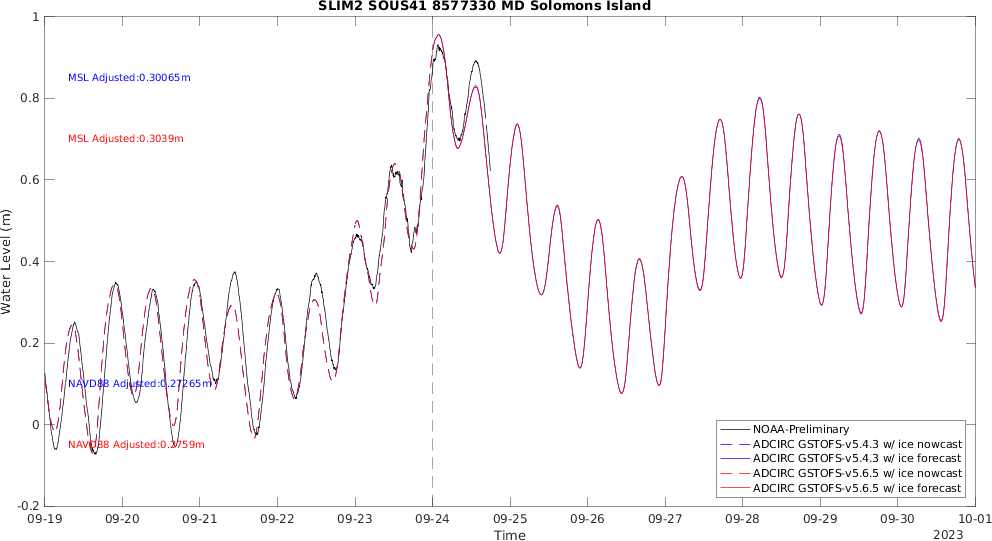 SLIM2 SOUS41 8577330 MD Solomons Island
1
MSL Adjusted:0.30065m
0.8
MSL Adjusted:0.3039m
0.6
Water Level (m)
0.4
0.2
NAVD88 Adjusted:0.27265m
0
NAVD88 Adjusted:0.2759m
-0.2
NOAA-Preliminary
ADCIRC GSTOFS-v5.4.3 w/ ice nowcast
ADCIRC GSTOFS-v5.4.3 w/ ice forecast
ADCIRC GSTOFS-v5.6.5 w/ ice nowcast
ADCIRC GSTOFS-v5.6.5 w/ ice forecast
09-19 09-20 09-21 09-22 09-23 09-24 09-25 09-26 09-27 09-28 09-29 09-30 10-01
Time
2023